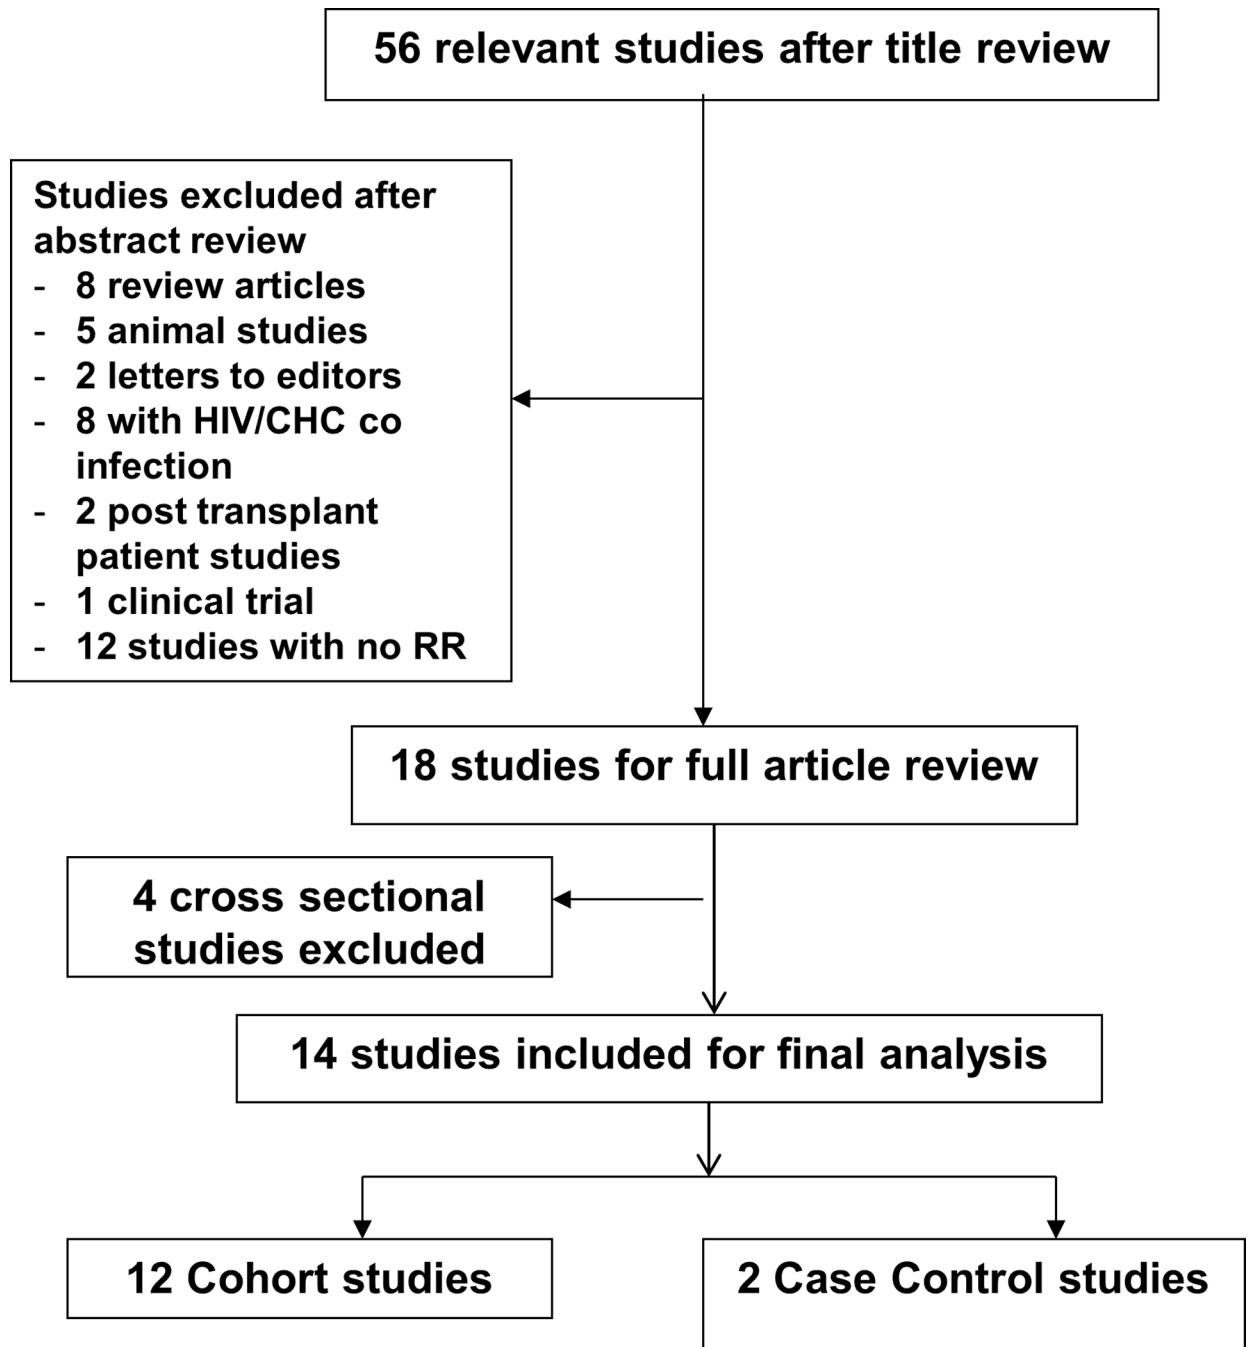 56 relevant studies after title review
Studies excluded after
abstract review
- 8 review articles
- 5 animal studies
- 2 letters to editors
- 8 with HIV/CHC co
infection
- 2 post transplant
patient studies
- 1 clinical trial
- 12 studies with no RR
18 studies for full article review
4 cross sectional
studies excluded
14 studies included for final analysis
12 Cohort studies
2 Case Control studies